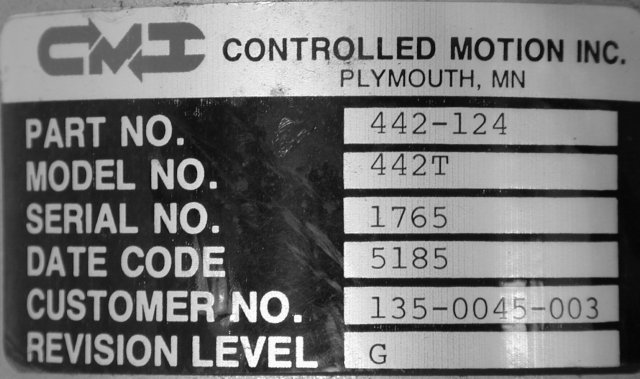 CMI CONTROLLED MOTION INC.
PLYMOUTH, MN
PART NO. 442-124
MODEL NO. 442T
SERIAL NO. 1765
DATE CODE 5185
CUSTOMER NO. 135-0045-003
REVISION LEVEL G